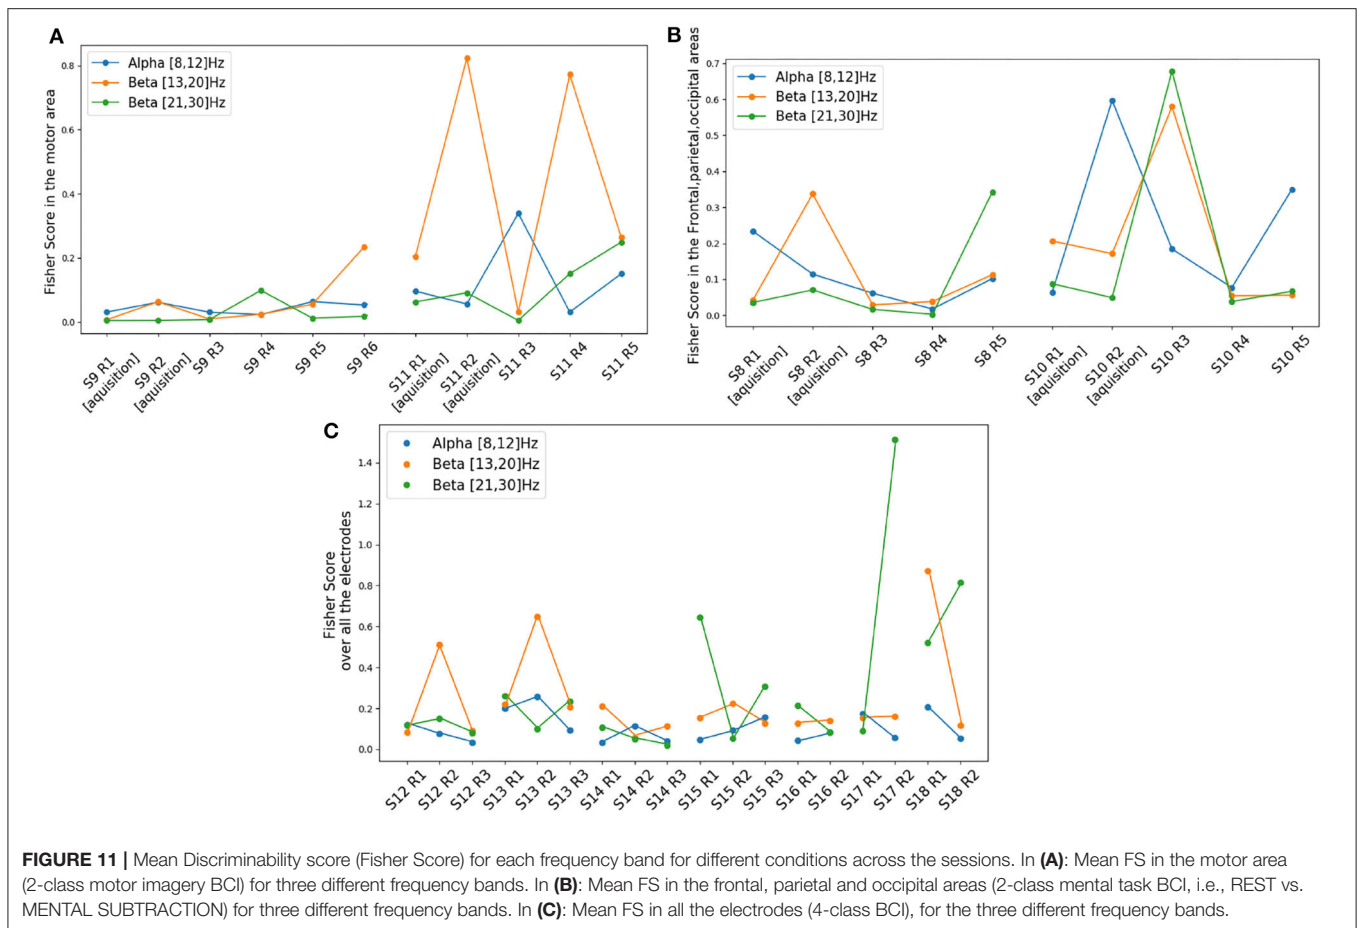 A
Fisher Score in the motor area
Alpha [8,12]Hz
Beta [13,20]Hz
Beta [21,30]Hz
0.8
0.6
0.4
0.2
0.0
S9 R1
[aquisition]
S9 R2
[aquisition]
S9 R3
S9 R4
S9 R5
S9 R6
S11 R1
[aquisition]
S11 R2
[aquisition]
S11 R3
S11 R4
S11 R5
B
Fisher Score in the Frontal,parietal,ocipital areas
Alpha [8,12]Hz
Beta [13,20]Hz
Beta [21,30]Hz
0.7
0.6
0.5
0.4
0.3
0.2
0.1
0.0
S8 R1
[aquisition]
S8 R2
[aquisition]
S8 R3
S8 R4
S8 R5
S10 R1
[aquisition]
S10 R2
[aquisition]
S10 R3
S10 R4
S10 R5
C
Fisher Score
over all the electrodes
Alpha [8,12]Hz
Beta [13,20]Hz
Beta [21,30]Hz
1.4
1.2
1.0
0.8
0.6
0.4
0.2
0.0
S12 R1
S12 R2
S12 R3
S13 R1
S13 R2
S13 R3
S14 R1
S14 R2
S14 R3
S15 R1
S15 R2
S15 R3
S16 R1
S16 R2
S17 R1
S17 R2
S18 R1
S18 R2
FIGURE 11 | Mean Discriminability score (Fisher Score) for each frequency band for different conditions across the sessions. In (A): Mean FS in the motor area
(2-class motor imagery BCI) for three different frequency bands. In (B): Mean FS in the frontal, parietal and occipital areas (2-class mental task BCI, i.e., REST vs.
MENTAL SUBTRACTION) for three different frequency bands. In (C): Mean FS in all the electrodes (4-class BCI), for the three different frequency bands.